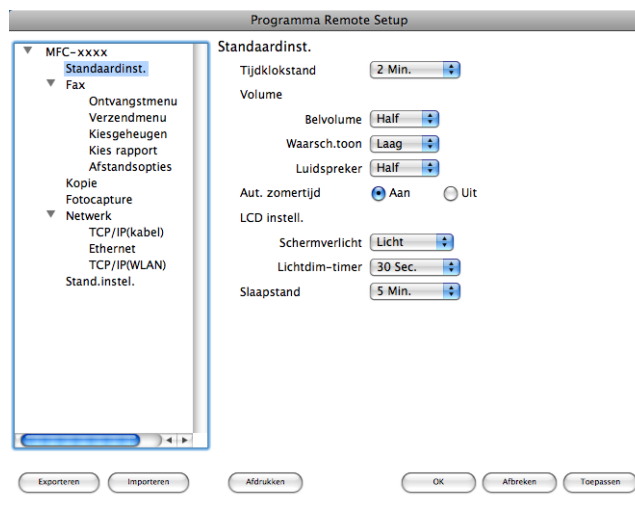 Programma Remote Setup
MFC-xxxx
Standaardinst.
Fax
Ontvangstmenu
Verzendmenu
Kiesgeheugen
Kies rapport
Afstandsopties
Kopie
Fotocapture
Netwerk
TCP/IP(kabel)
Ethernet
TCP/IP(WLAN)
Stand.instel.
Standaardinst.
Tijdklokstand 2 Min.
Volume
Belvolume Half
Waarsch.toon Laag
Luidspreker Half
Aut. zomertijd Aan Uit
LCD instell.
Schermverlicht Licht
Lichtdim-timer 30 Sec.
Slaapstand 5 Min.
Exporteren Importeren Afdrukken OK Afbreken Toepassen